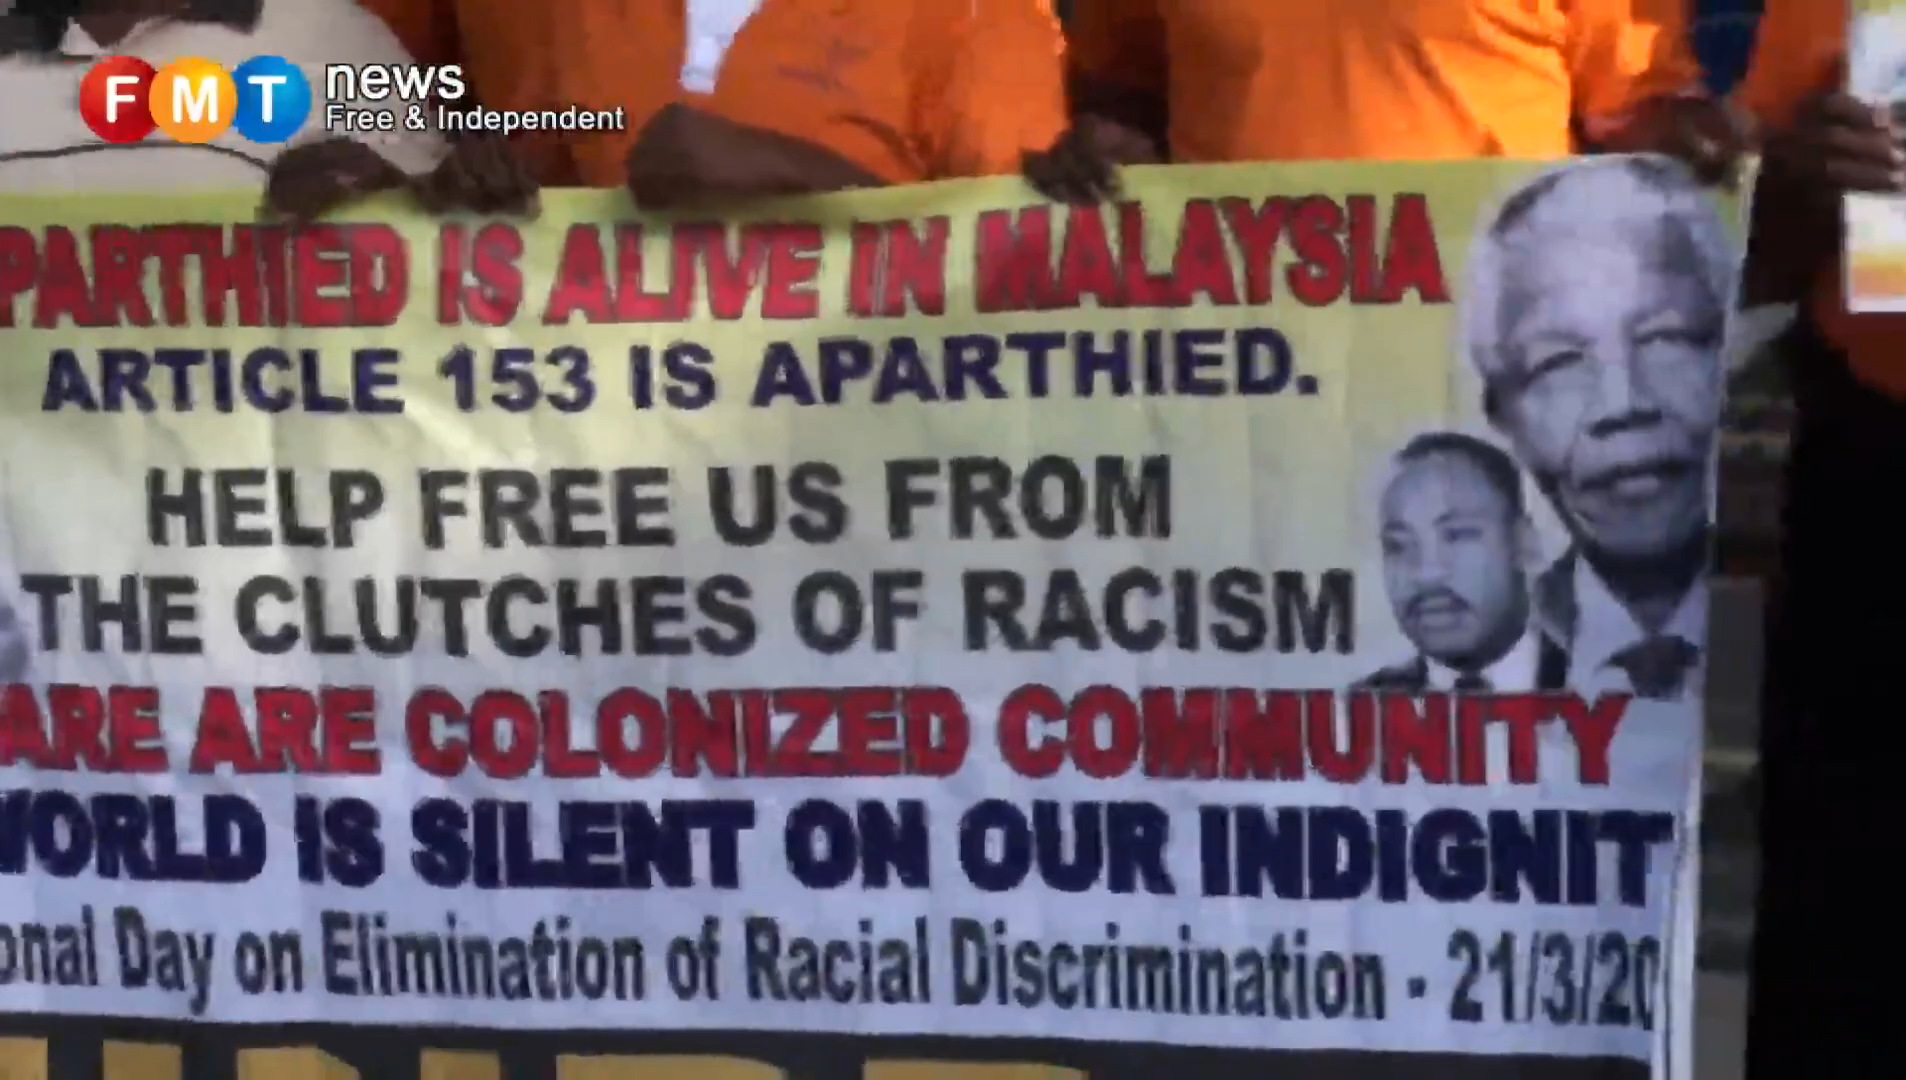 FMT news
Free & Independent
PARTHIED IS ALIVE IN MALAYSIA
ARTICLE 153 IS APARTHIED.
HELP FREE US FROM
THE CLUTCHES OF RACISM
ARE ARE COLONIZED COMMUNITY
WORLD IS SILENT ON OUR INDIGNIT
onal Day on Elimination of Racial Discrimination - 21/3/20